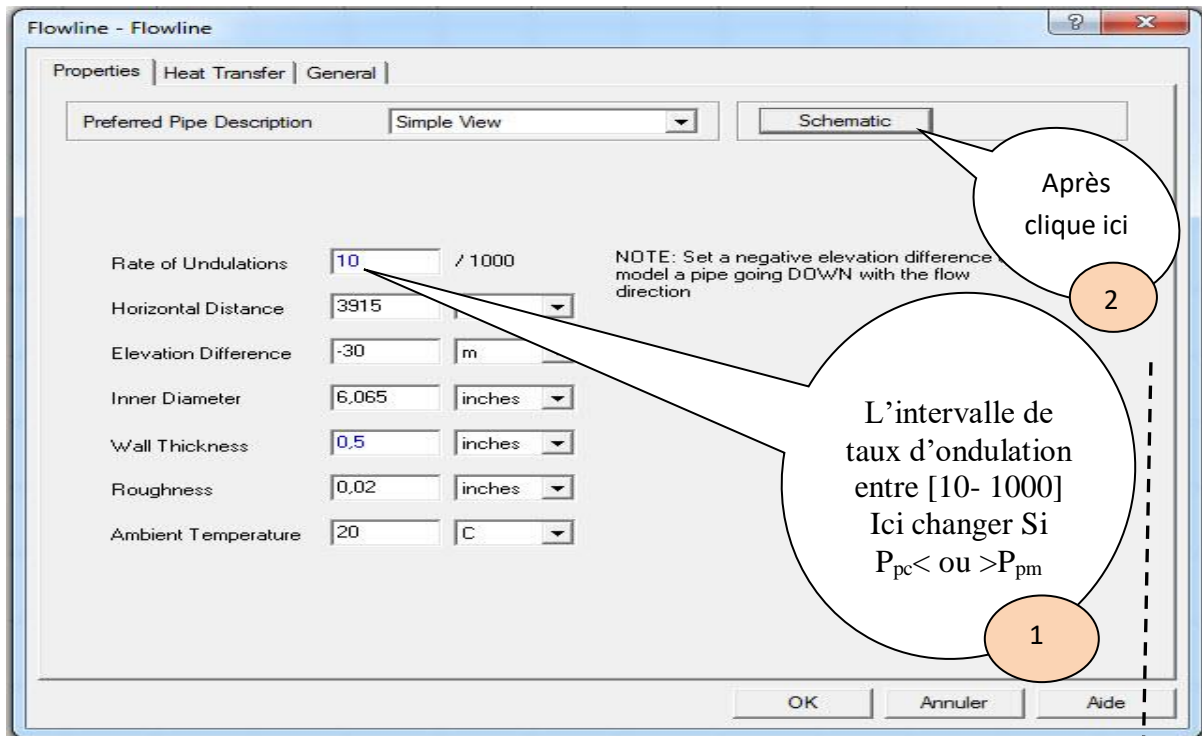 Flowline - Flowline
Properties Heat Transfer General
Preferred Pipe Description Simple View Schematic
Après
clique ici
2
Rate of Undulations 10 / 1000
NOTE: Set a negative elevation difference
model a pipe going DOWN with the flow
direction
Horizontal Distance 3915
Elevation Difference -30 m
Inner Diameter 6,065 inches
Wall Thickness 0,5 inches
Roughness 0,02 inches
Ambient Temperature 20 C
L'intervalle de
taux d'ondulation
entre [10- 1000]
Ici changer Si
Ppc< ou >Ppm
1
OK Annuler Aide